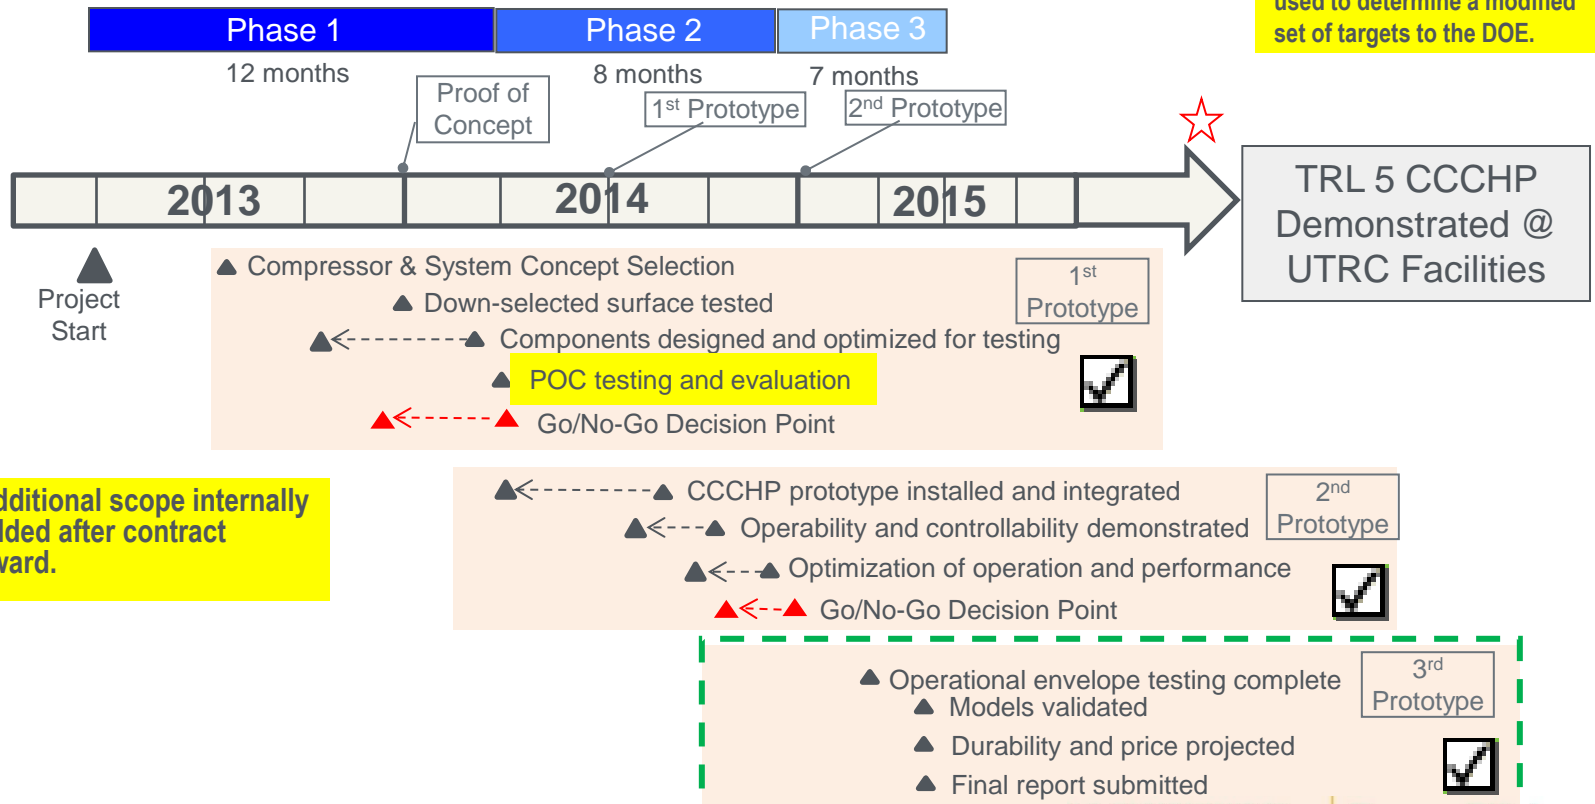 used to determine a modified
set of targets to the DOE.
Phase 1
Phase 2
Phase 3
12 months
8 months
7 months
Proof of
Concept
1st Prototype
2nd Prototype
2013
2014
2015
TRL 5 CCCHP
Demonstrated @
UTRC Facilities
Project
Start
Compressor & System Concept Selection
Down-selected surface tested
Components designed and optimized for testing
POC testing and evaluation
Go/No-Go Decision Point
1st
Prototype
dditional scope internally
dded after contract
ward.
CCCHP prototype installed and integrated
Operability and controllability demonstrated
Optimization of operation and performance
Go/No-Go Decision Point
2nd
Prototype
Operational envelope testing complete
Models validated
Durability and price projected
Final report submitted
3rd
Prototype